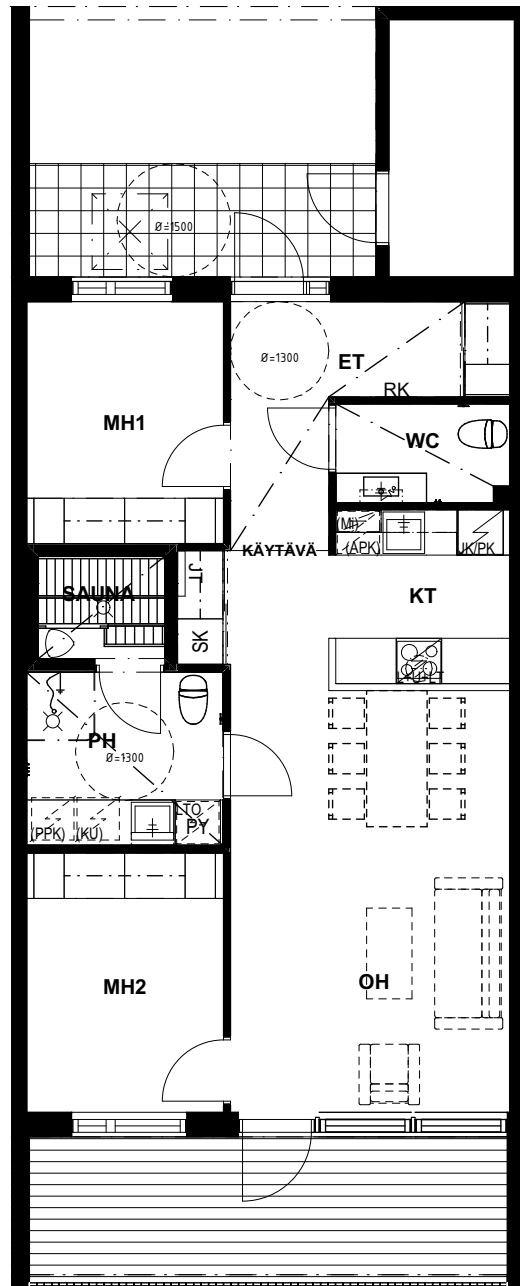 Ø=1500
Ø=1300
ET
RK
MH1
WC
(MI)
(APK)
JK/PK
KÄYTÄVÄ
JT
SAUNA
KT
SK
PH
Ø=1300
LTO
PY
(PPK)
(KU)
MH2
OH